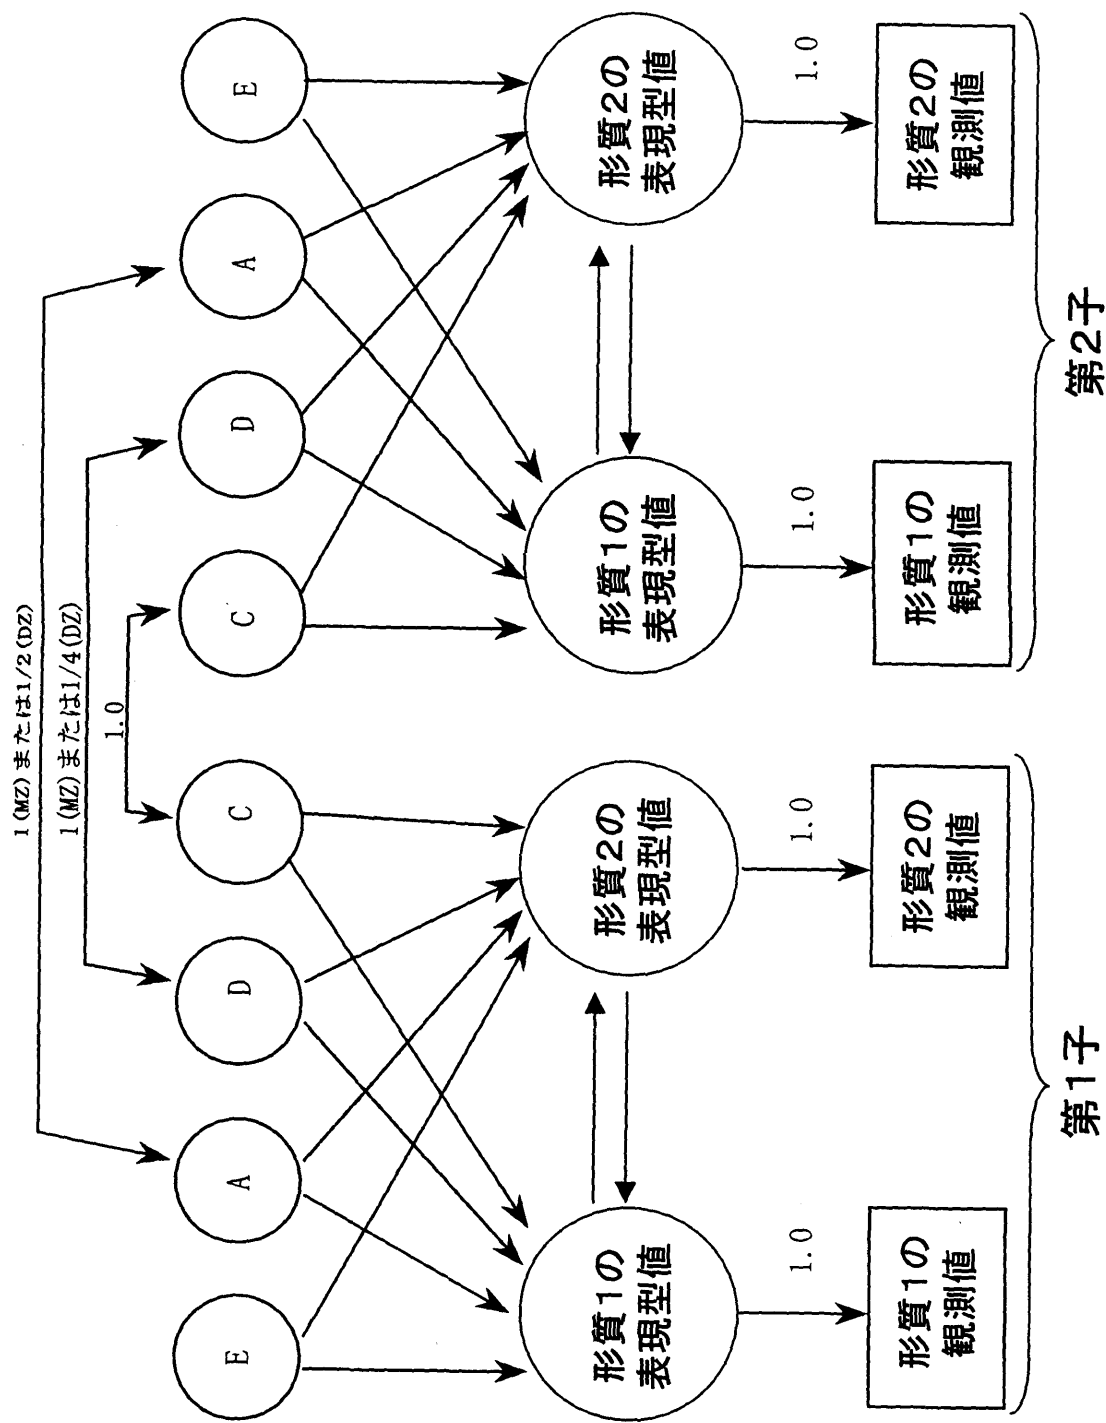 1(MZ)または1/2(DZ)
1(MZ)または1/4(DZ)
1.0
E
A
D
C
C
D
A
E
形質1の
表現型値
形質2の
表現型値
形質1の
表現型値
形質2の
表現型値
1.0
1.0
1.0
1.0
形質1の
観測値
形質2の
観測値
形質1の
観測値
形質2の
観測値
第1子
第2子